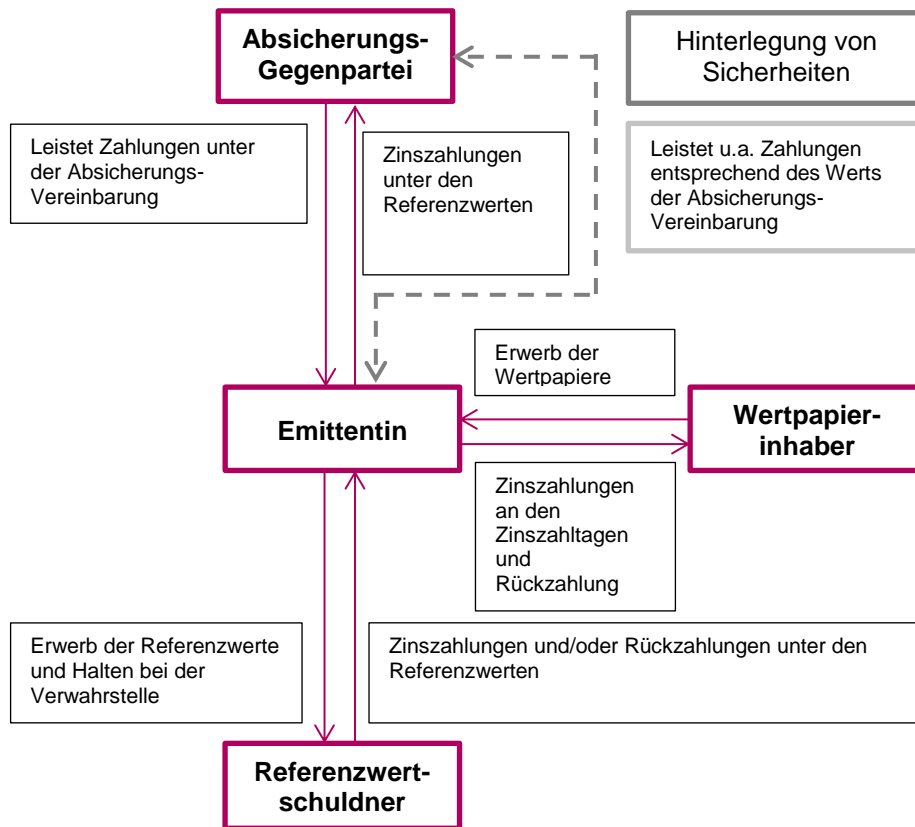 Absicherungs-
Gegenpartei
Hinterlegung von
Sicherheiten
Leistet Zahlungen unter
der Absicherungs-
Vereinbarung
Zinszahlungen
unter den
Referenzwerten
Leistet u.a. Zahlungen
entsprechend des Werts
der Absicherungs-
Vereinbarung
Erwerb der
Wertpapiere
Emittentin
Wertpapier-
inhaber
Zinszahlungen
an den
Zinszahltagen
und
Rückzahlung
Erwerb der Referenzwerte
und Halten bei der
Verwahrstelle
Zinszahlungen und/oder Rückzahlungen unter den
Referenzwerten
Referenzwert-
schuldner